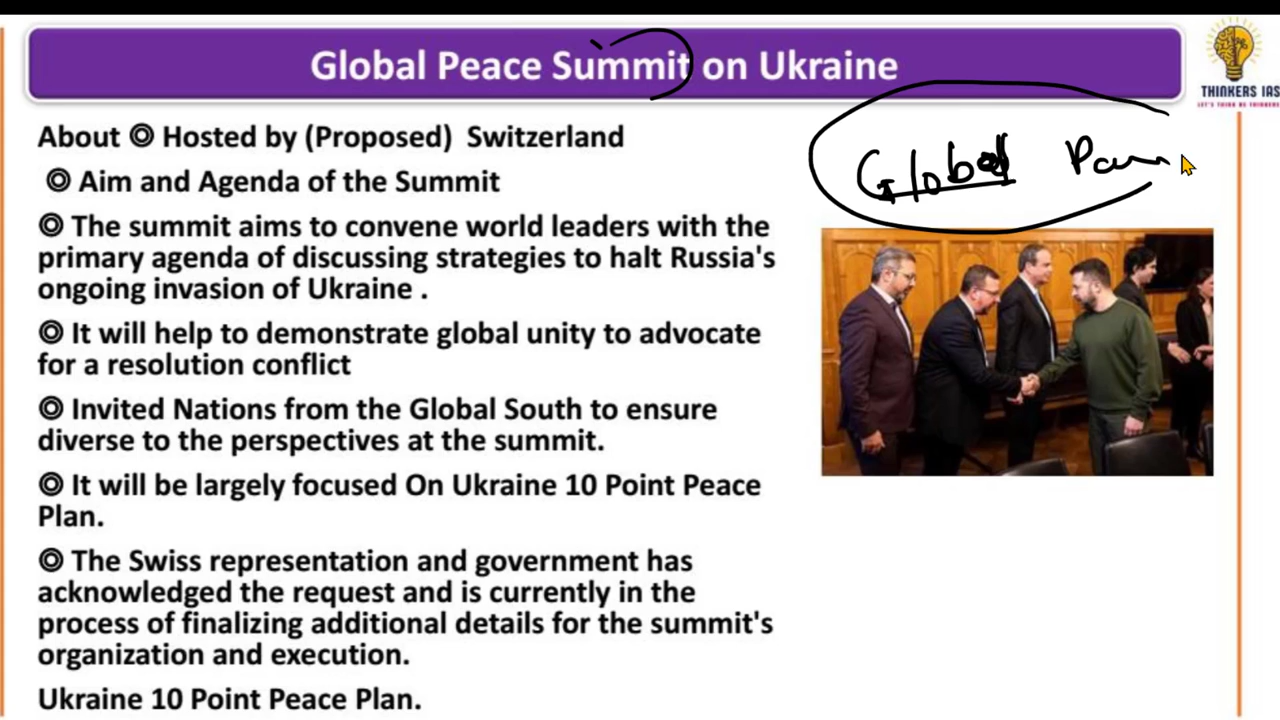 Global Peace Summit on Ukraine
THINKERS IAS
LET'S THINK BE THINKERS
About ◎ Hosted by (Proposed) Switzerland
Global
◎ Aim and Agenda of the Summit
◎ The summit aims to convene world leaders with the
primary agenda of discussing strategies to halt Russia's
ongoing invasion of Ukraine .
◎ It will help to demonstrate global unity to advocate
for a resolution conflict
◎ Invited Nations from the Global South to ensure
diverse to the perspectives at the summit.
◎ It will be largely focused On Ukraine 10 Point Peace
Plan.
◎ The Swiss representation and government has
acknowledged the request and is currently in the
process of finalizing additional details for the summit's
organization and execution.
Ukraine 10 Point Peace Plan.